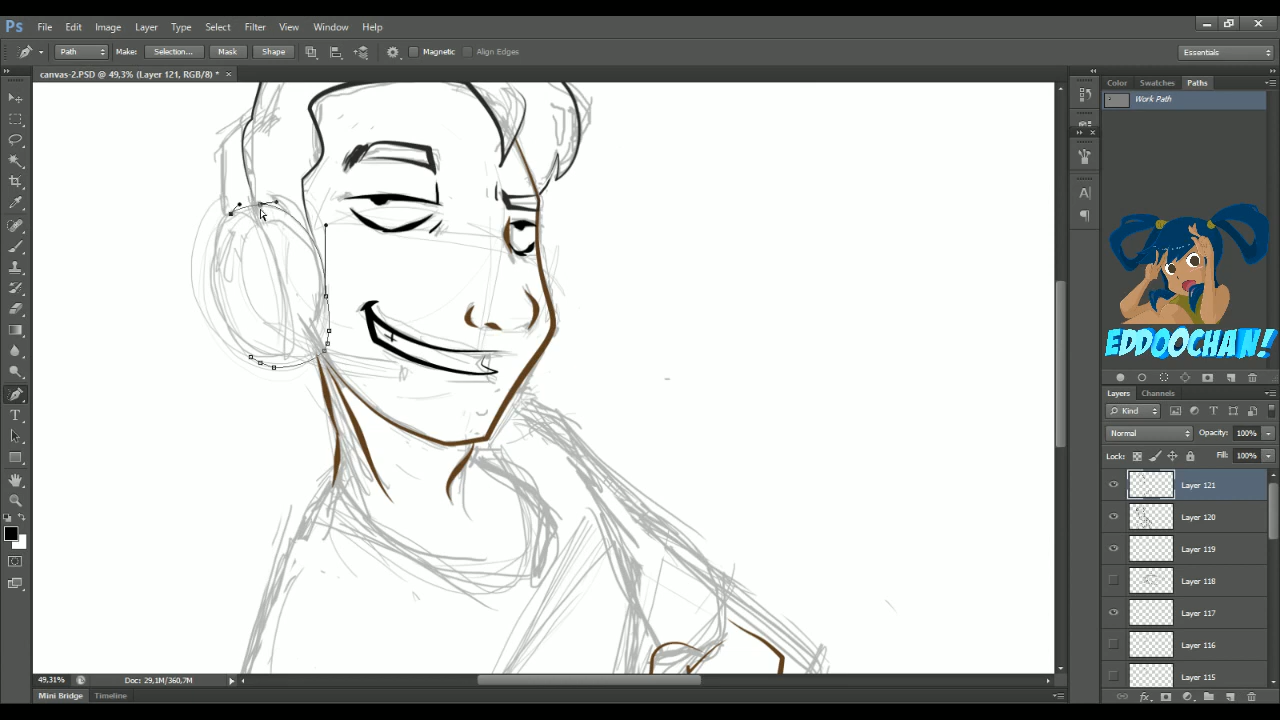 Ps File Edit Image Layer Type Select Filter View Window Help
Path Make: Selection... Mask Shape Magnetic Align Edges Essentials
canvas-2.PSD @ 49,3% (Layer 121, RGB/8) * ×
Color Swatches Paths
Work Path
EDDOOCHAN!
Layers Channels
Kind
Normal Opacity: 100%
Lock: Fill: 100%
Layer 121
Layer 120
Layer 119
Layer 118
Layer 117
Layer 116
Layer 115
49,31% Doc: 29,1M/360,7M
Mini Bridge Timeline